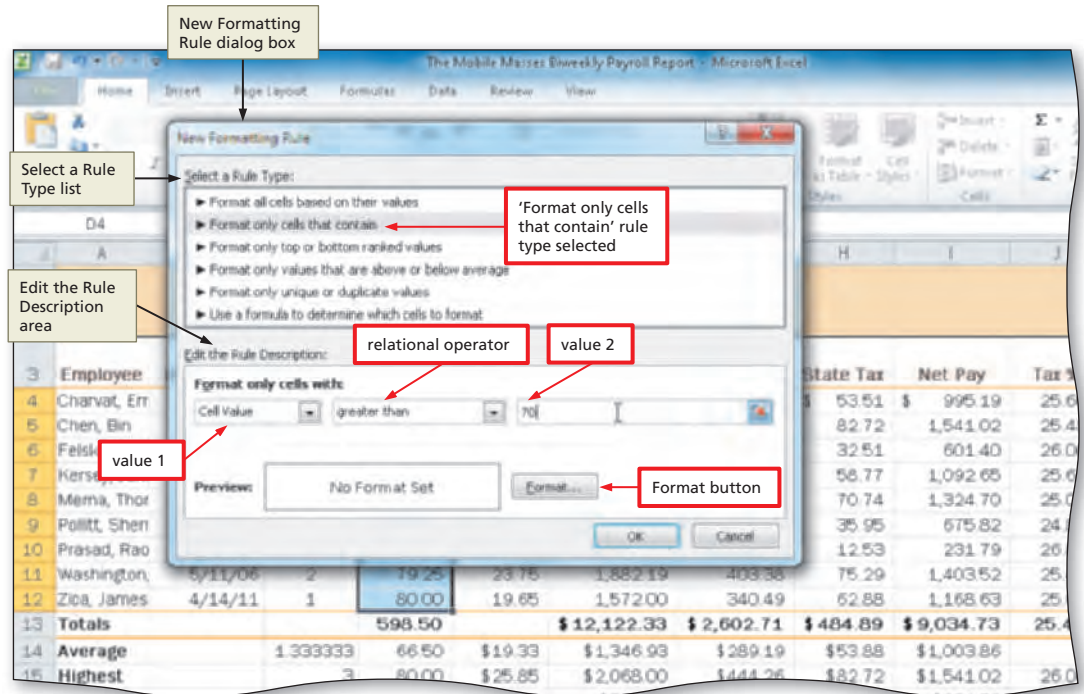 New Formatting
Rule dialog box
The Mobile Masses Biweekly Payroll Report - Microsoft Excel
Home Insert Page Layout Formulas Data Review View
Insert
Delete
Format
Format as Table
Cell Styles
Styles
Cells
New Formatting Rule
Select a Rule
Type list
Select a Rule Type:
► Format all cells based on their values
► Format only cells that contain
► Format only top or bottom ranked values
► Format only values that are above or below average
► Format only unique or duplicate values
► Use a formula to determine which cells to format
'Format only cells
that contain' rule
type selected
D4
A H I J
Edit the Rule
Description
area
Edit the Rule Description:
relational operator
value 2
Format only cells with:
Cell Value greater than 70
value 1
Preview: No Format Set Format...
Format button
OK Cancel
3 Employee State Tax Net Pay Tax
4 Charvat, Err $ 53.51 $ 995.19 25.6
5 Chen, Bin 82.72 1,541.02 25.4
6 32.51 601.40 26.0
7 58.77 1,092.65 25.6
8 Merna, Thor 70.74 1,324.70 25.0
9 Pollitt, Sherr 35.95 675.82 24.
10 Prasad, Rao 12.53 231.79 26.
11 Washington, 5/11/06 2 79.25 23.75 1,882.19 403.38 75.29 1,403.52 25.
12 Zica, James 4/14/11 1 80.00 19.65 1,572.00 340.49 62.88 1,168.63 25.
13 Totals 598.50 $ 12,122.33 $ 2,602.71 $ 484.89 $ 9,034.73 25.4
14 Average 1.333333 66.50 $19.33 $1,346.93 $289.19 $53.88 $1,003.86
15 Highest 3 80.00 $25.85 $2,068.00 $444.26 $82.72 $1,541.02 26.0